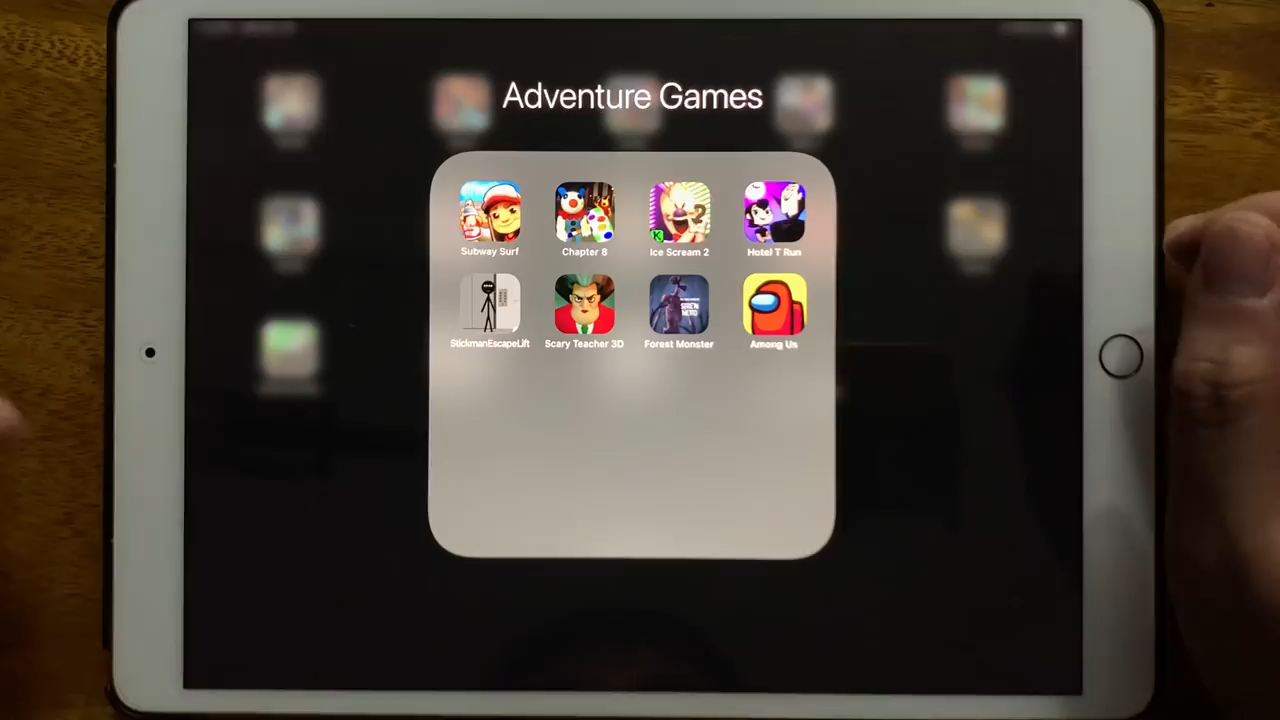 Adventure Games
Subway Surf
Chapter 8
Ice Scream 2
Hotel T Run
StickmanEscapeLift
Scary Teacher 3D
Forest Monster
Among Us